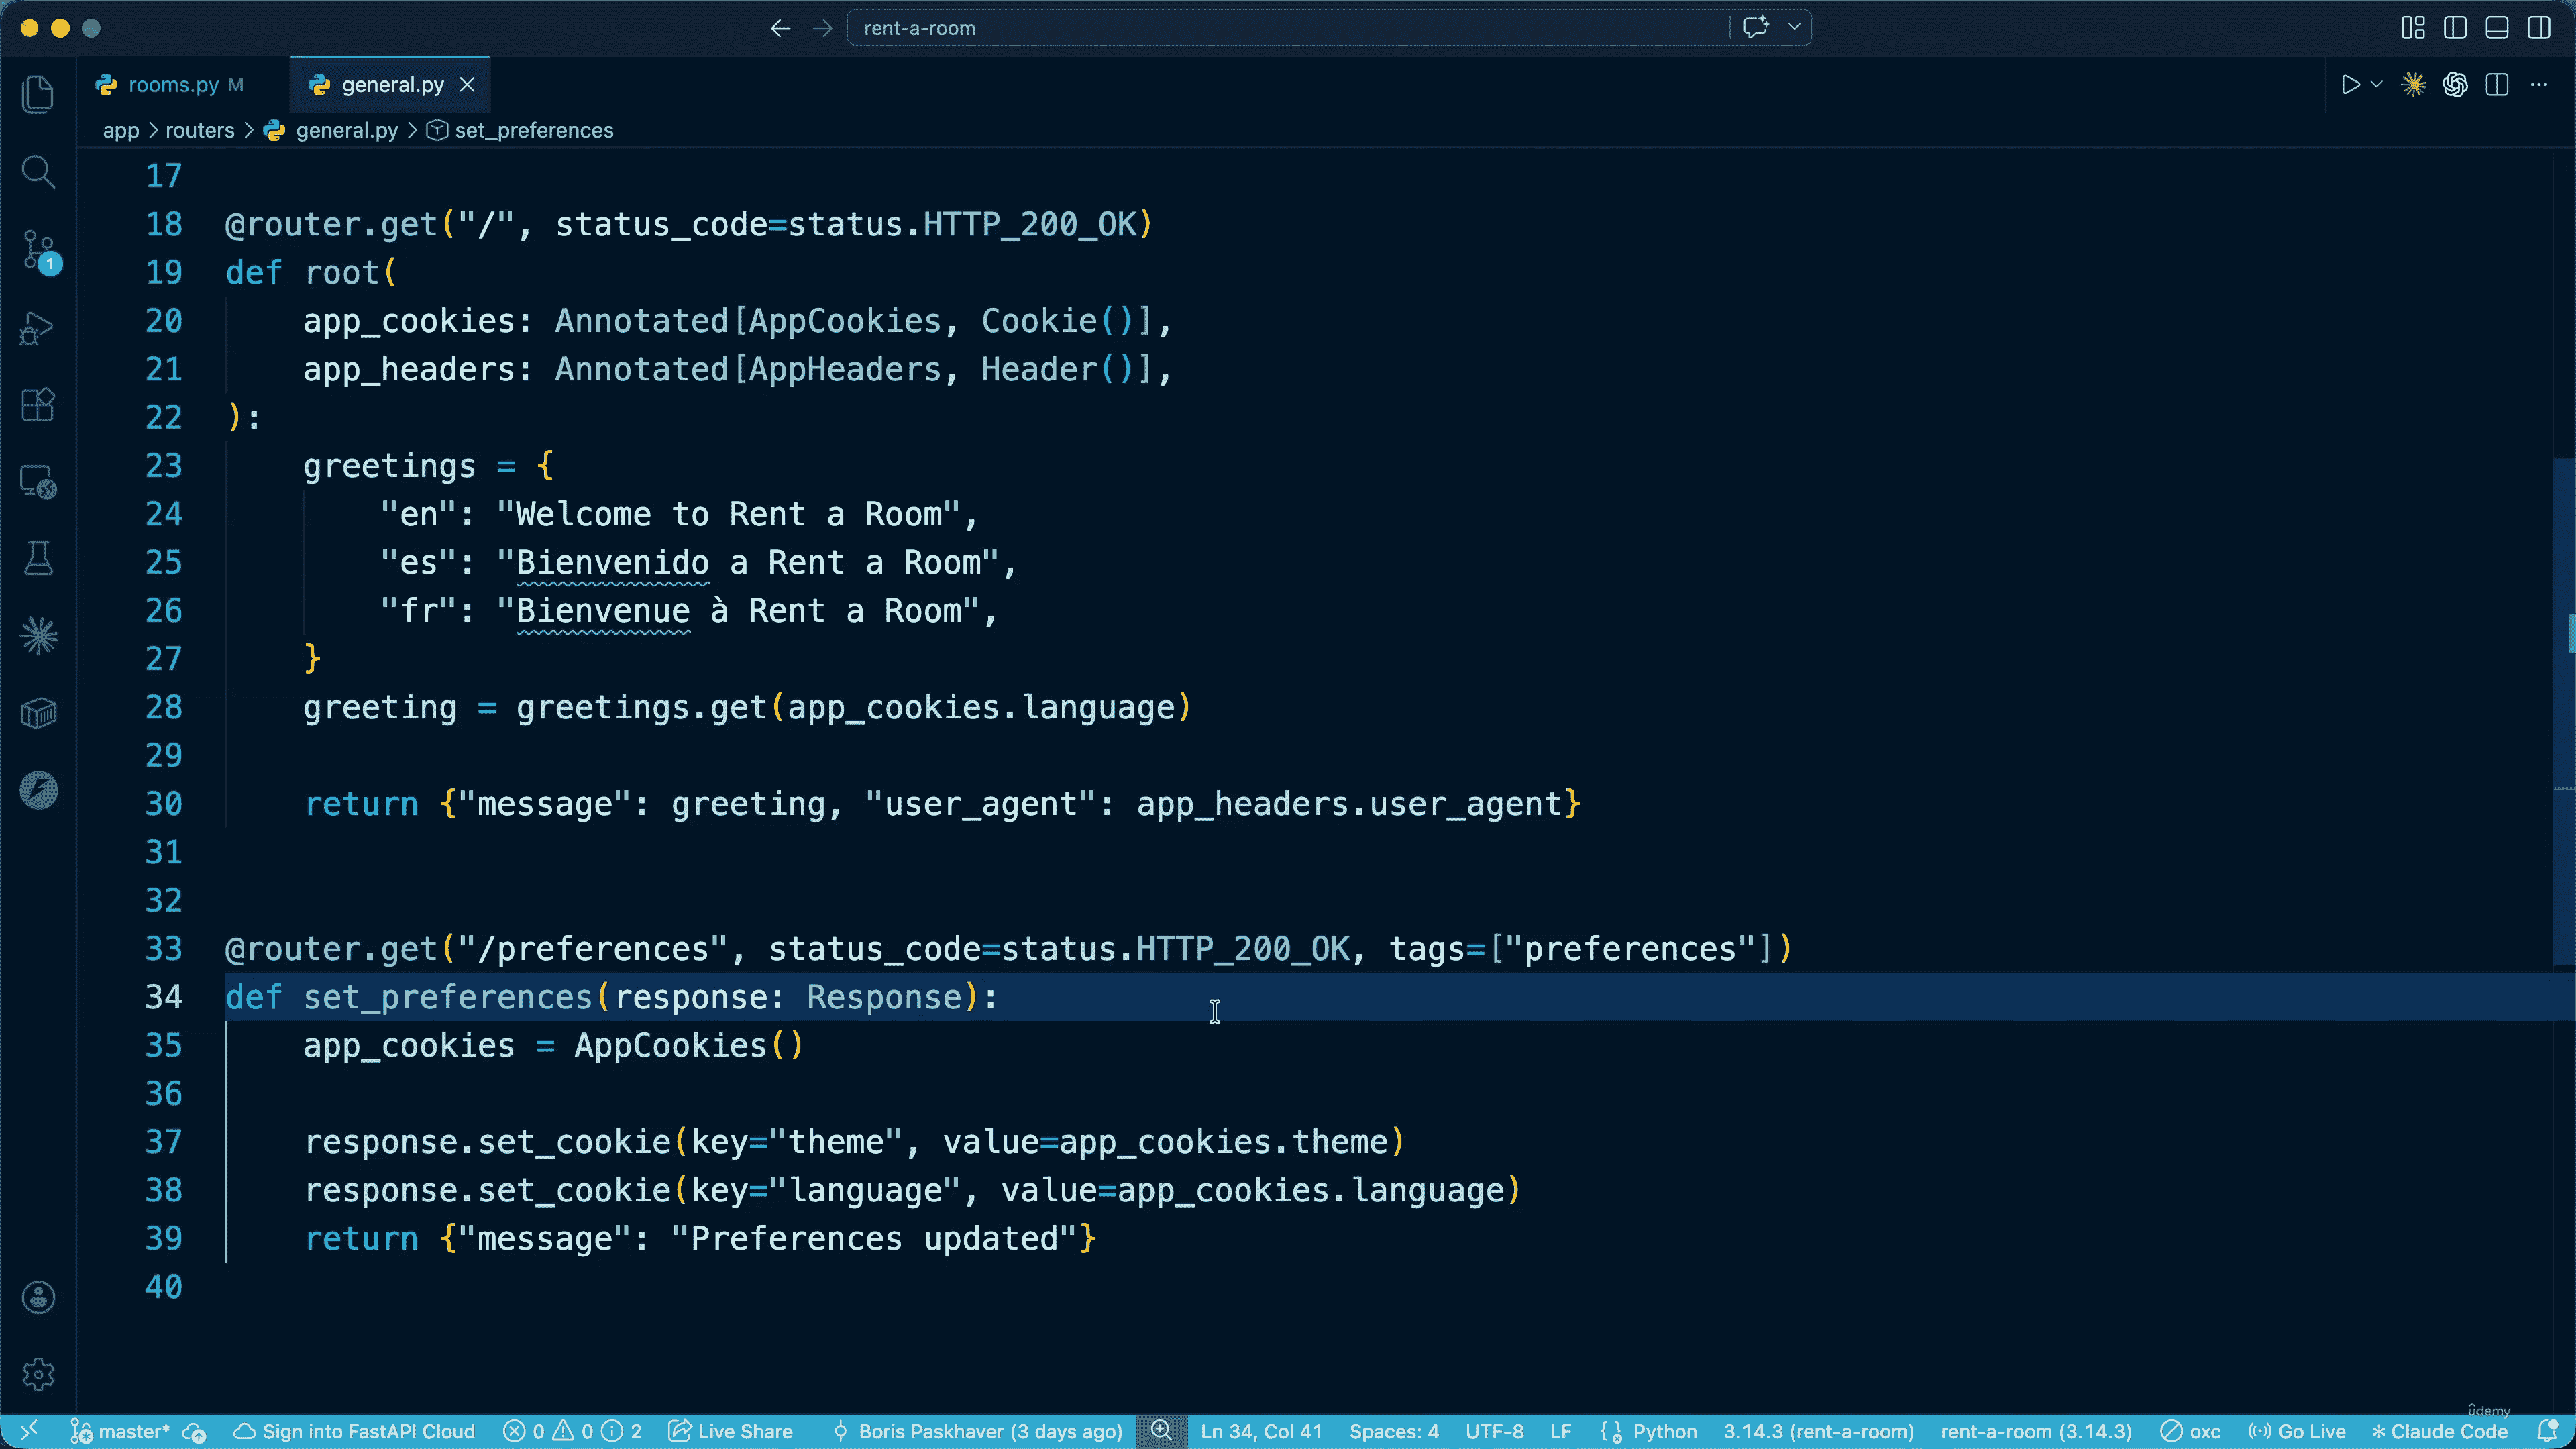 rent-a-room
rooms.py M
general.py
app > routers > general.py > set_preferences
17
18 @router.get("/", status_code=status.HTTP_200_OK)
19 def root(
20 app_cookies: Annotated[AppCookies, Cookie()],
21 app_headers: Annotated[AppHeaders, Header()],
22 ):
23 greetings = {
24 "en": "Welcome to Rent a Room",
25 "es": "Bienvenido a Rent a Room",
26 "fr": "Bienvenue à Rent a Room",
27 }
28 greeting = greetings.get(app_cookies.language)
29
30 return {"message": greeting, "user_agent": app_headers.user_agent}
31
32
33 @router.get("/preferences", status_code=status.HTTP_200_OK, tags=["preferences"])
34 def set_preferences(response: Response):
35 app_cookies = AppCookies()
36
37 response.set_cookie(key="theme", value=app_cookies.theme)
38 response.set_cookie(key="language", value=app_cookies.language)
39 return {"message": "Preferences updated"}
40
1
ûdemy
master* Sign into FastAPI Cloud 0 0 2 Live Share Boris Paskhaver (3 days ago) Ln 34, Col 41 Spaces: 4 UTF-8 LF Python 3.14.3 (rent-a-room) rent-a-room (3.14.3) oxc Go Live Claude Code